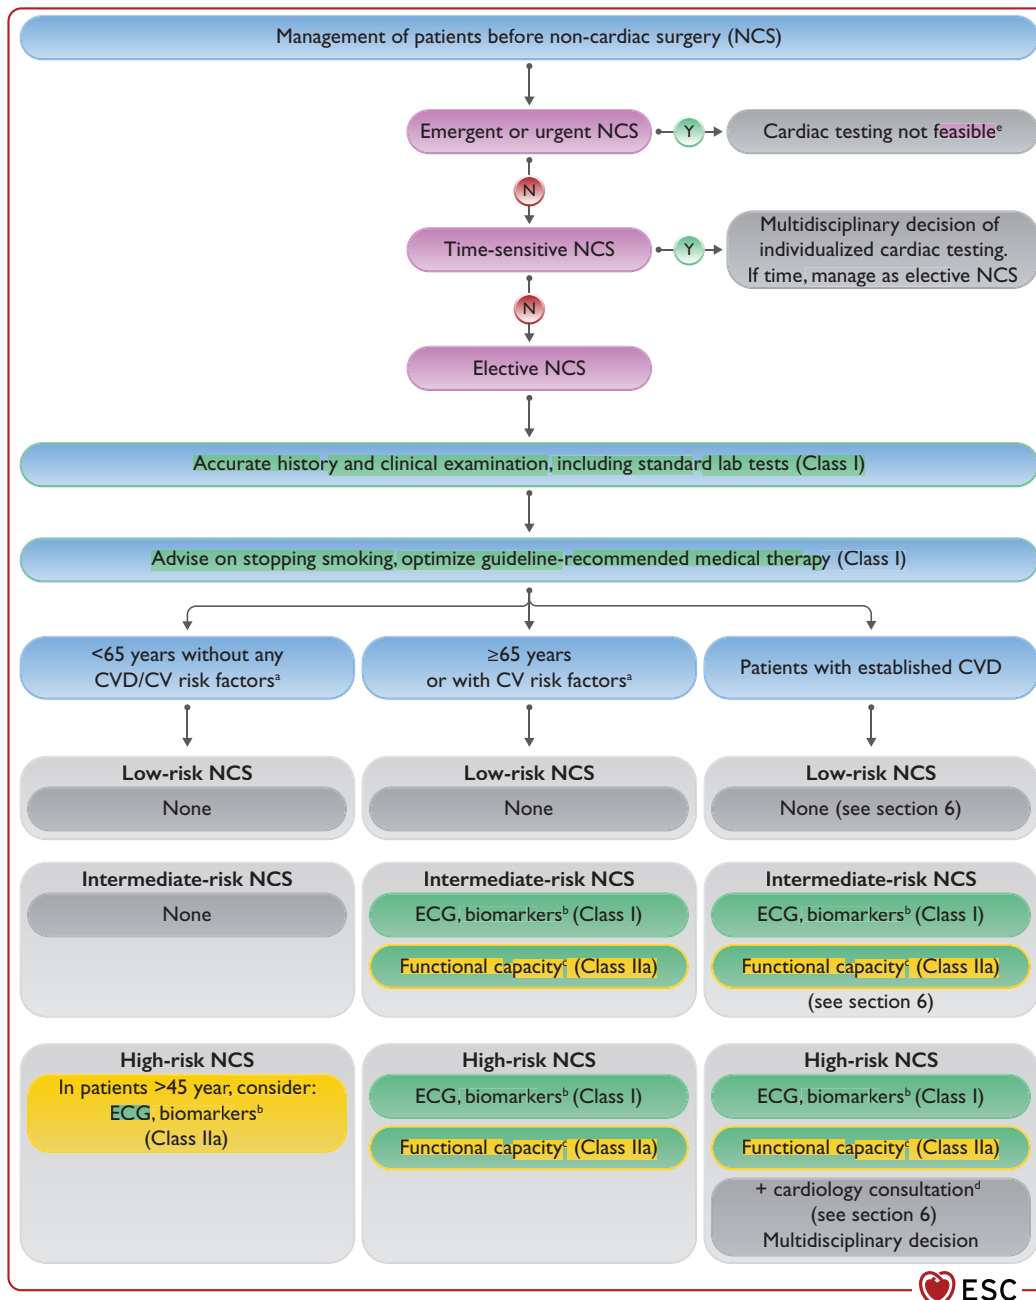 Management of patients before non-cardiac surgery (NCS)
Emergent or urgent NCS
Y
Cardiac testing not feasibleᵉ
N
Time-sensitive NCS
Y
Multidisciplinary decision of
individualized cardiac testing.
If time, manage as elective NCS
N
Elective NCS
Accurate history and clinical examination, including standard lab tests (Class I)
Advise on stopping smoking, optimize guideline-recommended medical therapy (Class I)
<65 years without any
CVD/CV risk factorsᵃ
≥65 years
or with CV risk factorsᵃ
Patients with established CVD
Low-risk NCS
None
Low-risk NCS
None
Low-risk NCS
None (see section 6)
Intermediate-risk NCS
None
Intermediate-risk NCS
ECG, biomarkersᵇ (Class I)
Functional capacityᶜ (Class IIa)
Intermediate-risk NCS
ECG, biomarkersᵇ (Class I)
Functional capacityᶜ (Class IIa)
(see section 6)
High-risk NCS
In patients >45 year, consider:
ECG, biomarkersᵇ
(Class IIa)
High-risk NCS
ECG, biomarkersᵇ (Class I)
Functional capacityᶜ (Class IIa)
High-risk NCS
ECG, biomarkersᵇ (Class I)
Functional capacityᶜ (Class IIa)
+ cardiology consultationᵈ
(see section 6)
Multidisciplinary decision
ESC